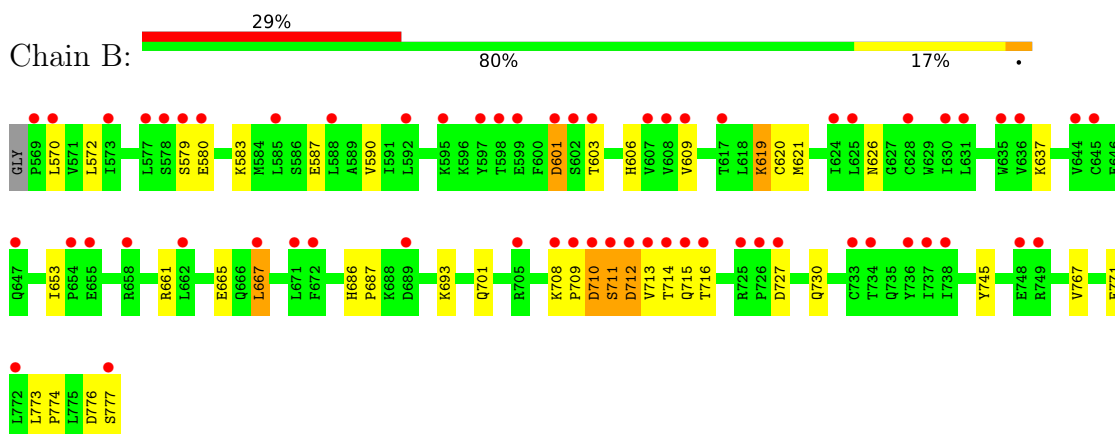 29%
Chain B:
80% 17% •
GLY P569 L570 V571 L572 I573 L577 S578 S579 E580 K583 M584 L585 S586 E587 L588 A589 V590 I591 L592 K595 K596 Y597 T598 E599 F600 D601 S602 T603 H606 V607 V608 V609 T617 L618 K619 C620 M621 I624 L625 N626 G627 C628 W629 I630 L631 W635 V636 K637 V644 C645
Q647 I653 P654 E655 R658 R661 L662 E665 Q666 L667 L671 F672 H686 P687 K688 D689 K693 Q701 R705 K708 P709 D710 S711 D712 V713 T714 Q715 T716 R725 P726 D727 Q730 C733 T734 Q735 Y736 I737 I738 Y745 E748 R749 V767
L772 L773 P774 L775 D776 S777